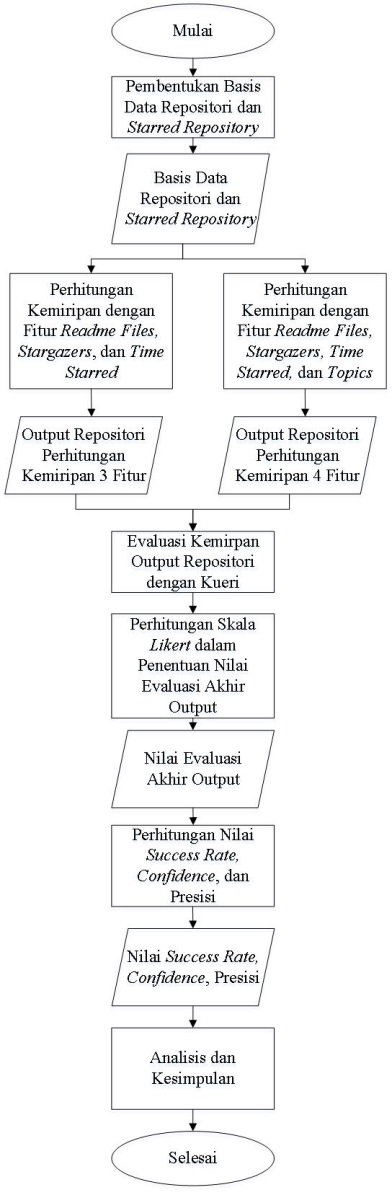 Mulai
Pembentukan Basis
Data Repositori dan
Starred Repository
Basis Data
Repositori dan
Starred Repository
Perhitungan
Kemiripan dengan
Fitur Readme Files,
Stargazers, dan Time
Starred
Perhitungan
Kemiripan dengan
Fitur Readme Files,
Stargazers, Time
Starred, dan Topics
Output Repositori
Perhitungan
Kemiripan 3 Fitur
Output Repositori
Perhitungan
Kemiripan 4 Fitur
Evaluasi Kemirpan
Output Repositori
dengan Kueri
Perhitungan Skala
Likert dalam
Penentuan Nilai
Evaluasi Akhir
Output
Nilai Evaluasi
Akhir Output
Perhitungan Nilai
Success Rate,
Confidence, dan
Presisi
Nilai Success Rate,
Confidence, Presisi
Analisis dan
Kesimpulan
Selesai